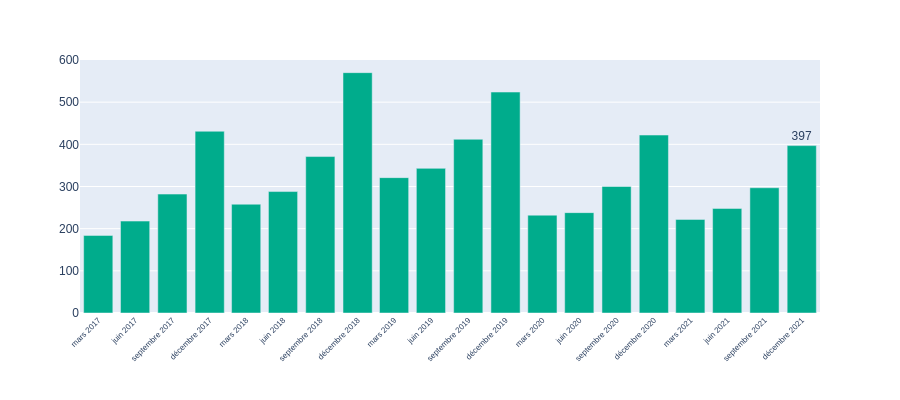 600
500
400
300
200
100
0
397
mars 2017
juin 2017
septembre 2017
décembre 2017
mars 2018
juin 2018
septembre 2018
décembre 2018
mars 2019
juin 2019
septembre 2019
décembre 2019
mars 2020
juin 2020
septembre 2020
décembre 2020
mars 2021
juin 2021
septembre 2021
décembre 2021